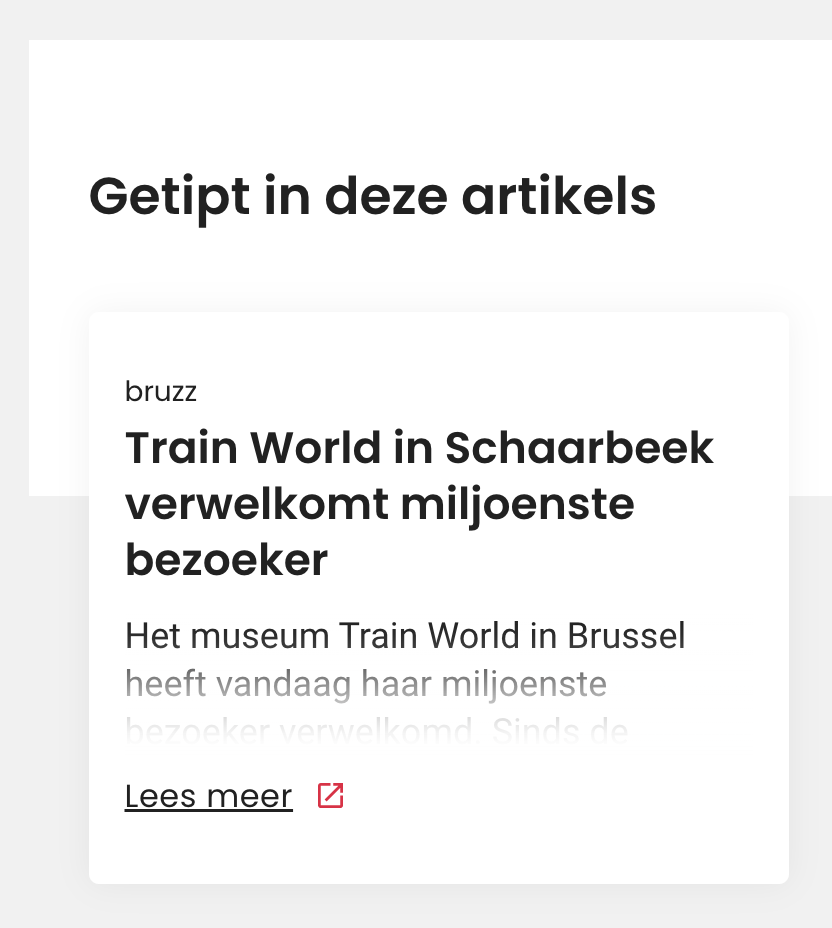 Getipt in deze artikels
bruzz
Train World in Schaarbeek
verwelkomt miljoenste
bezoeker
Het museum Train World in Brussel
heeft vandaag haar miljoenste
bezoeker verwelkomd. Sinds de
Lees meer